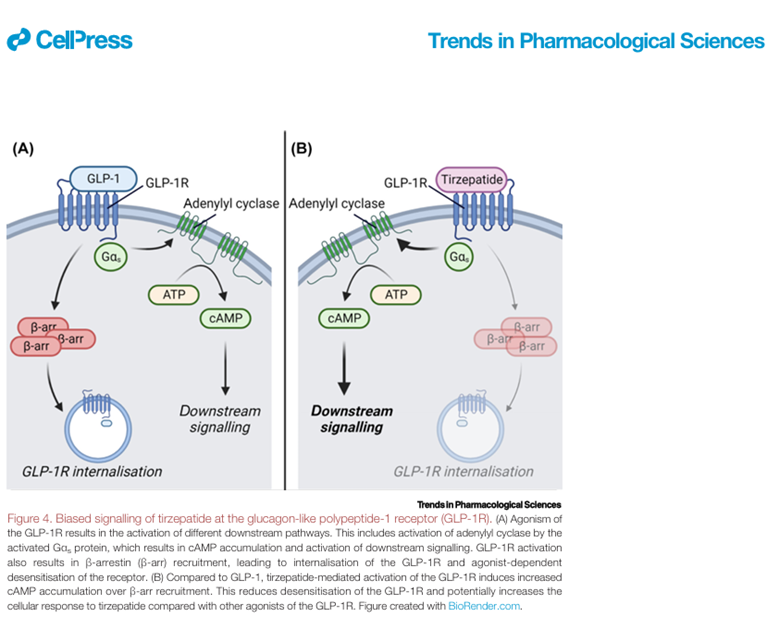 CellPress
Trends in Pharmacological Sciences
(A)
GLP-1
GLP-1R
Adenylyl cyclase
Gαs
ATP
cAMP
β-arr
β-arr
β-arr
Downstream
signalling
GLP-1R internalisation
(B)
Tirzepatide
GLP-1R
Adenylyl cyclase
Gαs
ATP
cAMP
β-arr
β-arr
β-arr
Downstream
signalling
GLP-1R internalisation
Trends in Pharmacological Sciences
Figure 4. Biased signalling of tirzepatide at the glucagon-like polypeptide-1 receptor (GLP-1R). (A) Agonism of
the GLP-1R results in the activation of different downstream pathways. This includes activation of adenylyl cyclase by the
activated Gαs protein, which results in cAMP accumulation and activation of downstream signalling. GLP-1R activation
also results in β-arrestin (β-arr) recruitment, leading to internalisation of the GLP-1R and agonist-dependent
desensitisation of the receptor. (B) Compared to GLP-1, tirzepatide-mediated activation of the GLP-1R induces increased
cAMP accumulation over β-arr recruitment. This reduces desensitisation of the GLP-1R and potentially increases the
cellular response to tirzepatide compared with other agonists of the GLP-1R. Figure created with BioRender.com.